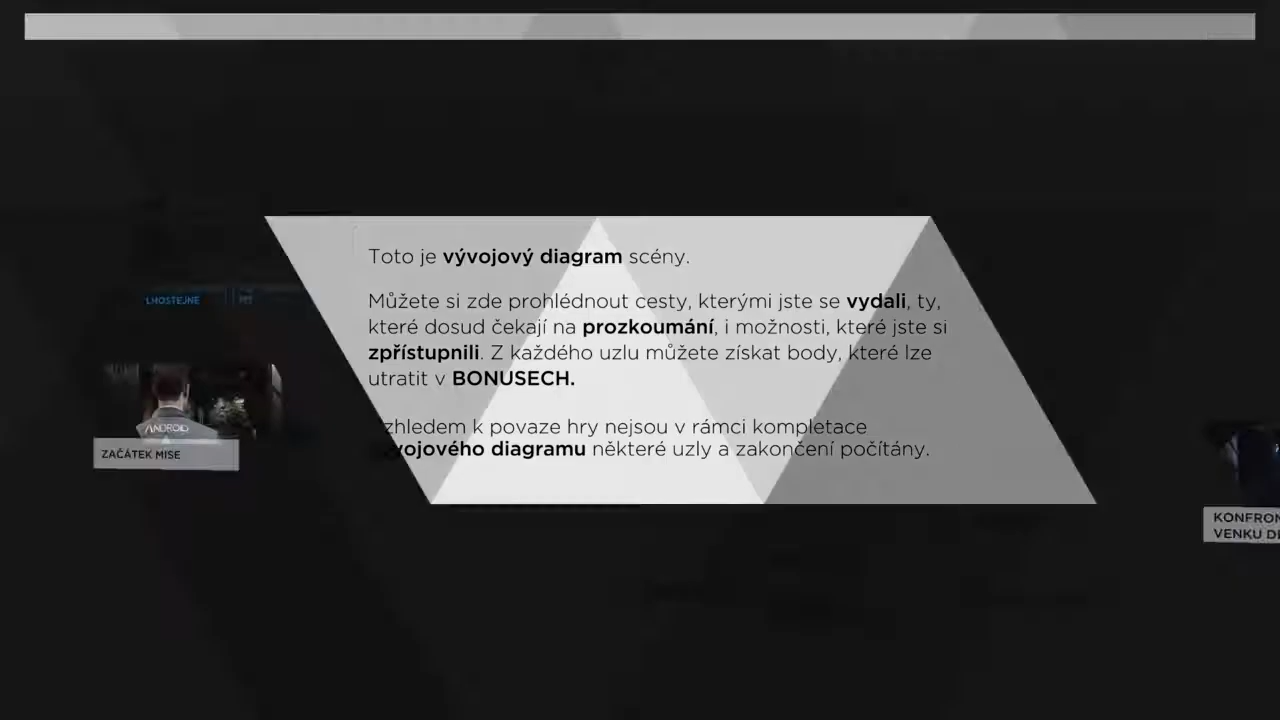 Toto je vývojový diagram scény.
Můžete si zde prohlédnout cesty, kterými jste se vydali, ty,
které dosud čekají na prozkoumání, i možnosti, které jste si
zpřístupnili. Z každého uzlu můžete získat body, které lze
utratit v BONUSECH.
zhledem k povaze hry nejsou v rámci kompletace
vojového diagramu některé uzly a zakončení počítány.
LHOSTEJNĚ
ANDROID
ZAČÁTEK MISE
KONFRON
VENKU